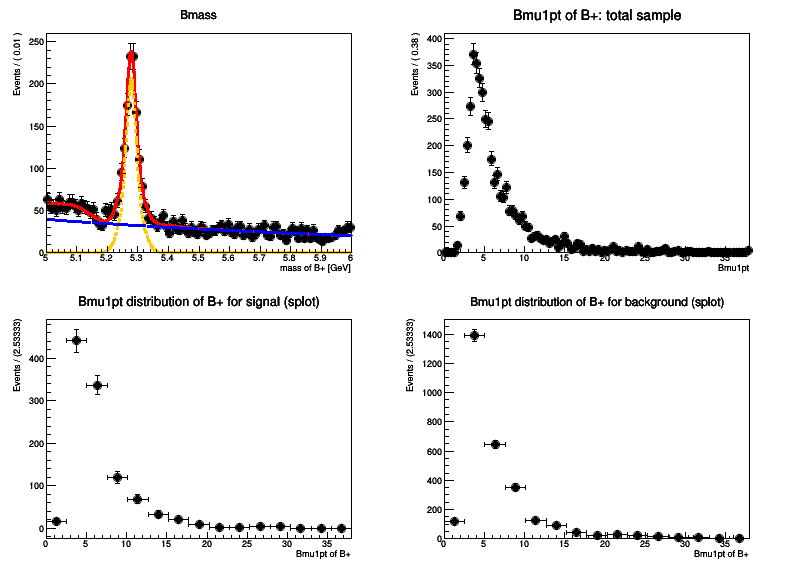 Bmass
Events / ( 0.01)
250
200
150
100
50
0
5 5.1 5.2 5.3 5.4 5.5 5.6 5.7 5.8 5.9 6
mass of B+ [GeV]
Bmu1pt of B+: total sample
Events / ( 0.38)
400
350
300
250
200
150
100
50
0
0 5 10 15 20 25 30 35
Bmu1pt
Bmu1pt distribution of B+ for signal (splot)
Events / (2.53333)
400
300
200
100
0
0 5 10 15 20 25 30 35
Bmu1pt of B+
Bmu1pt distribution of B+ for background (splot)
Events / (2.53333)
1400
1200
1000
800
600
400
200
0
0 5 10 15 20 25 30 35
Bmu1pt of B+